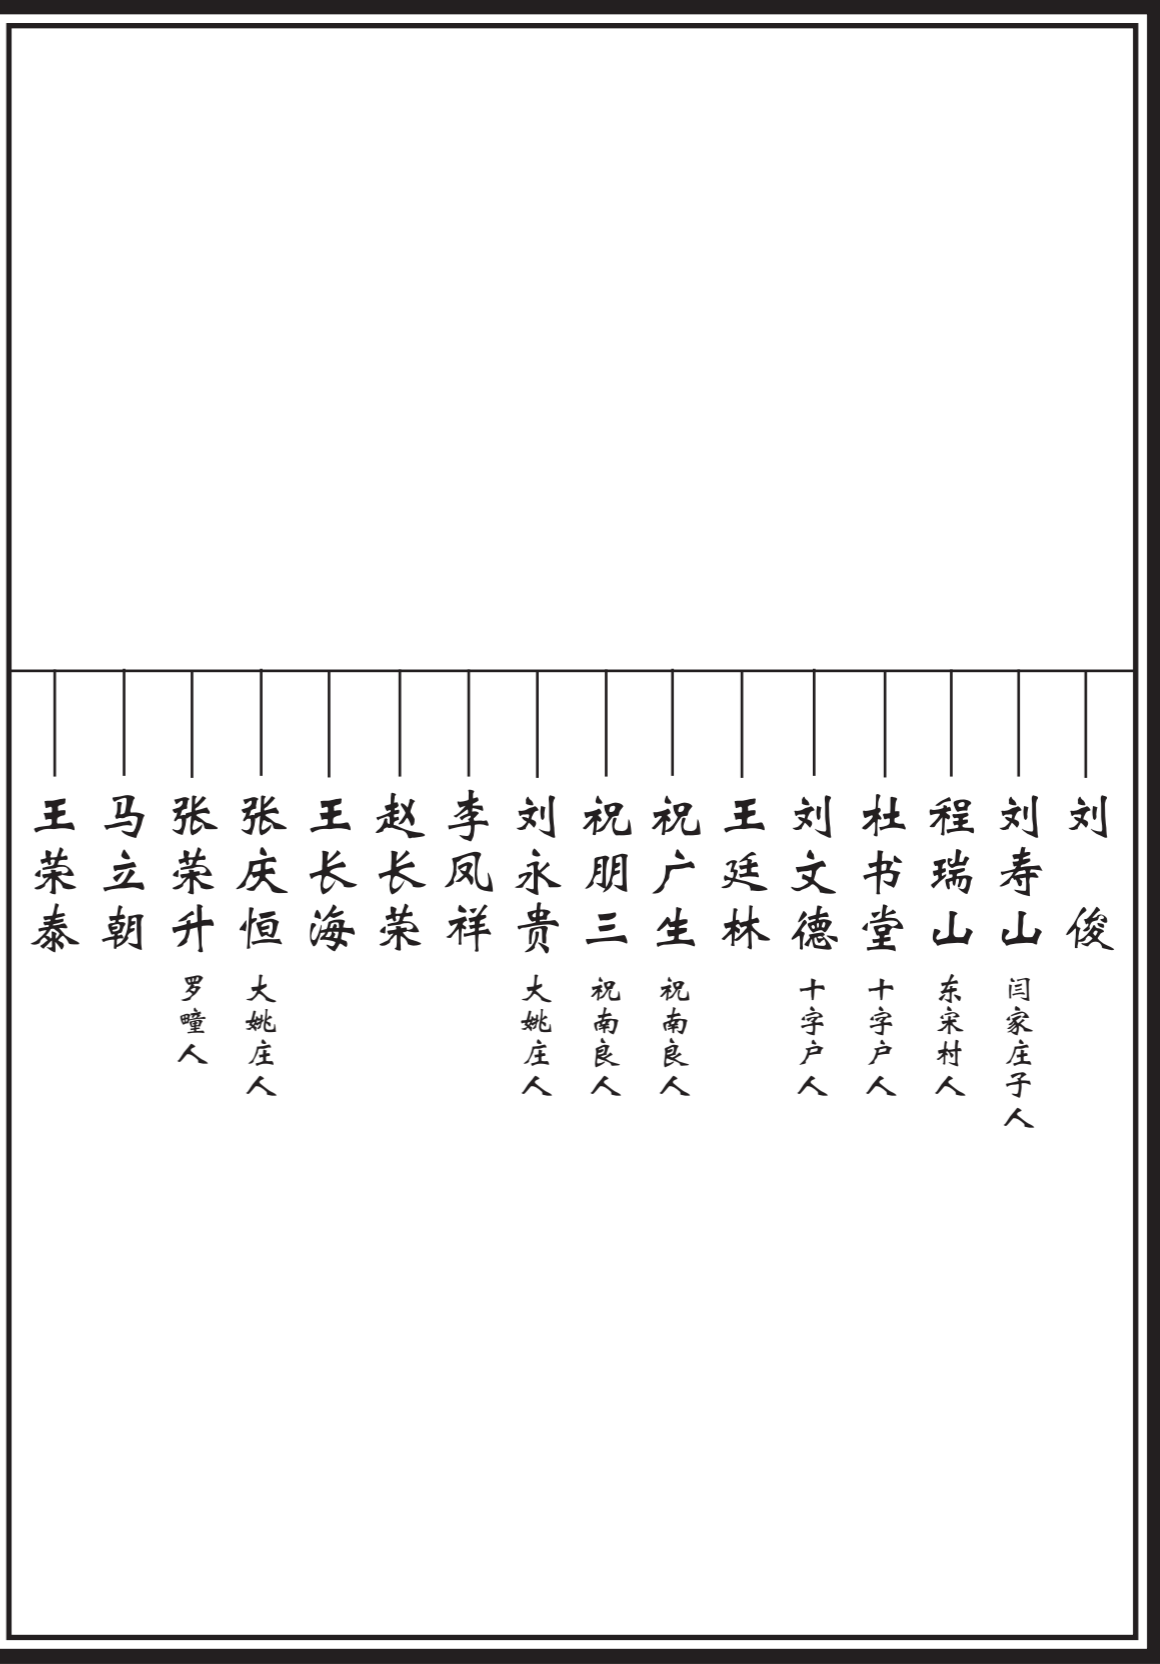 刘俊
刘寿山 闫家庄子人
程瑞山 东宋村人
杜书堂 十字户人
刘文德 十字户人
王廷林
祝广生 祝南良人
祝朋三 祝南良人
刘永贵 大姚庄人
李凤祥
赵长荣
王长海
张庆恒 大姚庄人
张荣升 罗疃人
马立朝
王荣泰